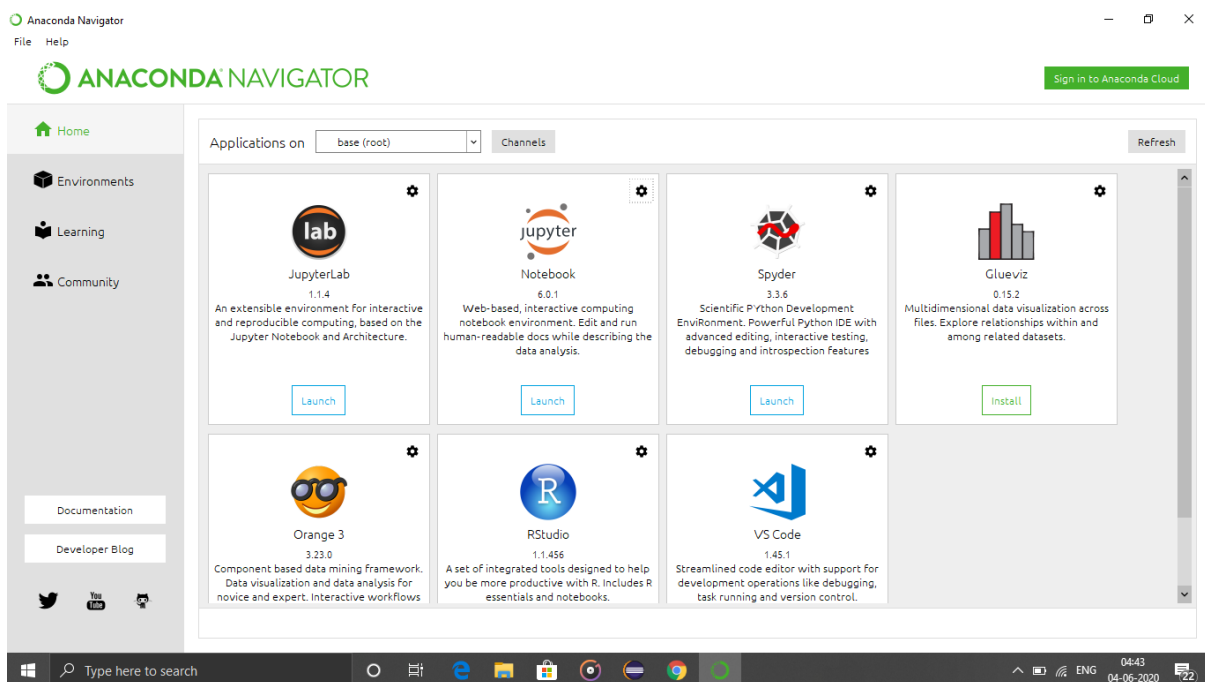 Anaconda Navigator
File Help
ANACONDA NAVIGATOR
Sign in to Anaconda Cloud
Home
Environments
Learning
Community
Documentation
Developer Blog
You
Tube
Applications on base (root) Channels Refresh
lab
JupyterLab
1.1.4
An extensible environment for interactive
and reproducible computing, based on the
Jupyter Notebook and Architecture.
Launch
jupyter
Notebook
6.0.1
Web-based, interactive computing
notebook environment. Edit and run
human-readable docs while describing the
data analysis.
Launch
Spyder
3.3.6
Scientific PYthon Development
EnviRonment. Powerful Python IDE with
advanced editing, interactive testing,
debugging and introspection features
Launch
Glueviz
0.15.2
Multidimensional data visualization across
files. Explore relationships within and
among related datasets.
Install
Orange 3
3.23.0
Component based data mining framework.
Data visualization and data analysis for
novice and expert. Interactive workflows
R
RStudio
1.1.456
A set of integrated tools designed to help
you be more productive with R. Includes R
essentials and notebooks.
VS Code
1.45.1
Streamlined code editor with support for
development operations like debugging,
task running and version control.
Type here to search
ENG
04:43
04-06-2020
22